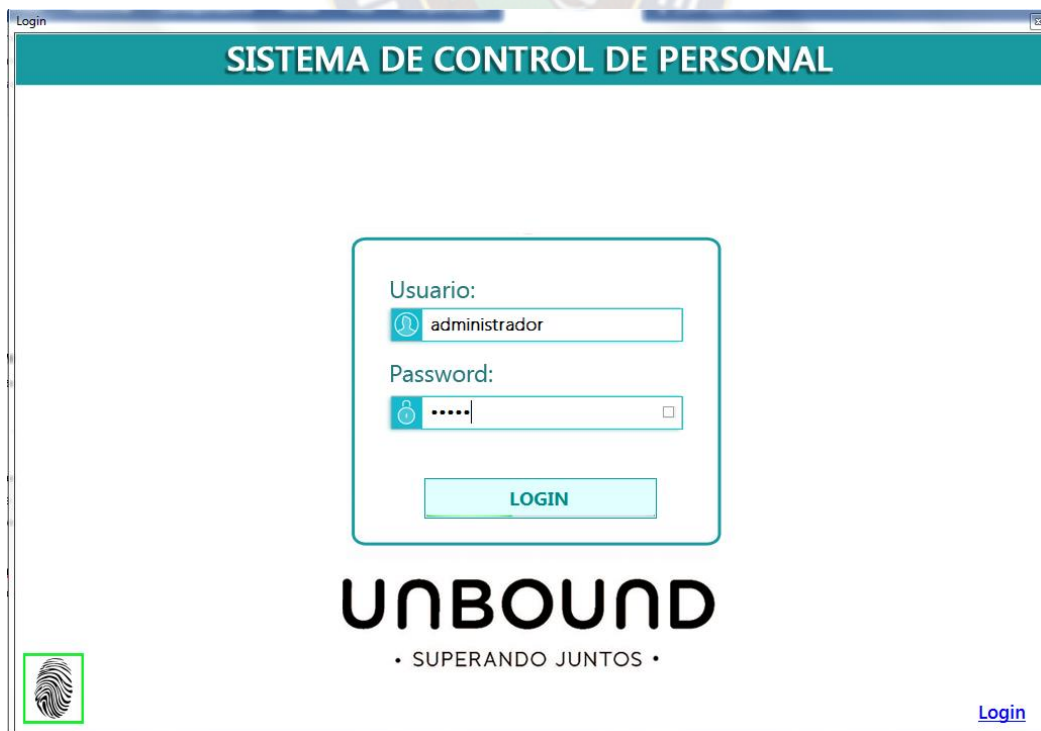 Login
SISTEMA DE CONTROL DE PERSONAL
Usuario:
administrador
Password:
•••••
LOGIN
UNBOUND
• SUPERANDO JUNTOS •
Login